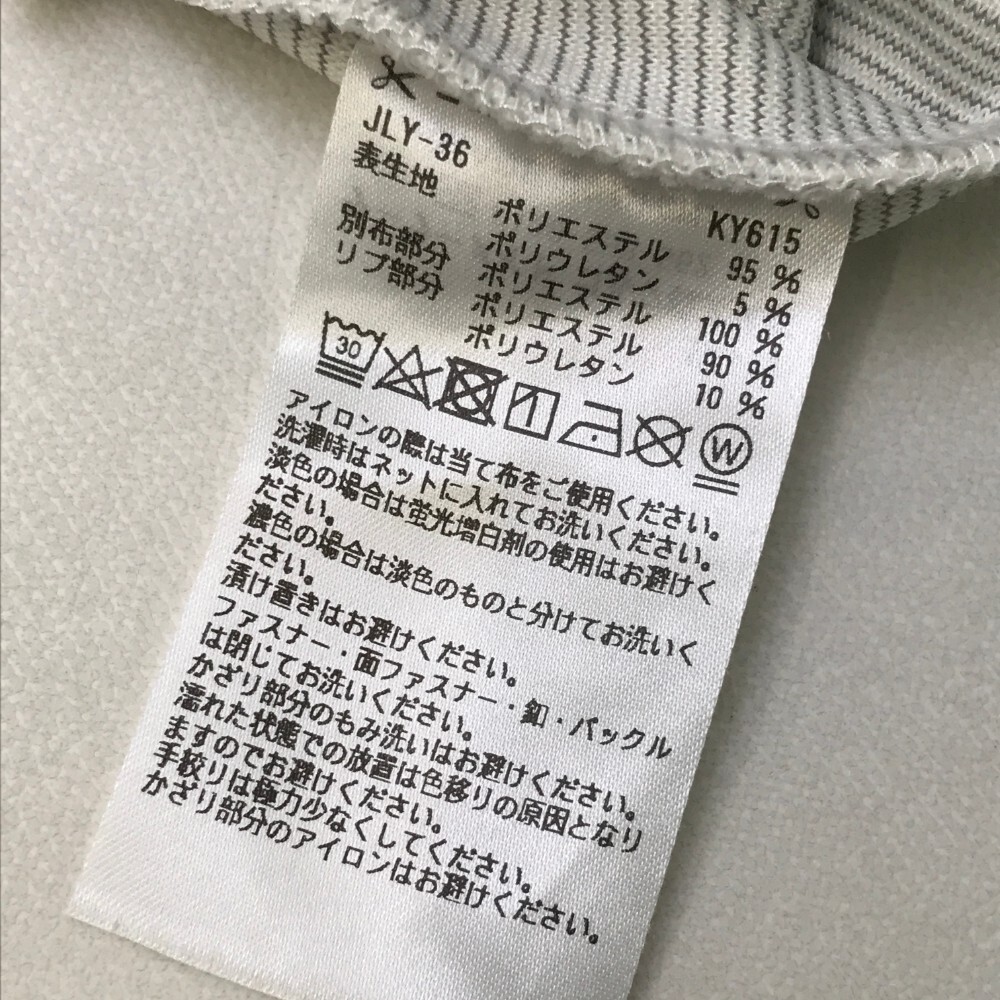 JLY-36
KY615
表生地 ポリエステル 95 %
ポリウレタン 5 %
別布部分 ポリエステル 100 %
リブ部分 ポリエステル 90 %
ポリウレタン 10 %
30
W
アイロンの際は当て布をご使用ください。
洗濯時はネットに入れてお洗いください。
淡色の場合は蛍光増白剤の使用はお避けく
ださい。
濃色の場合は淡色のものと分けてお洗いく
ださい。
漬け置きはお避けください。
ファスナー・面ファスナー・釦・バックル
は閉じてお洗いください。
かざり部分のもみ洗いはお避けください。
濡れた状態での放置は色移りの原因となり
ますのでお避けください。
手絞りは極力少なくしてください。
かざり部分のアイロンはお避けください。